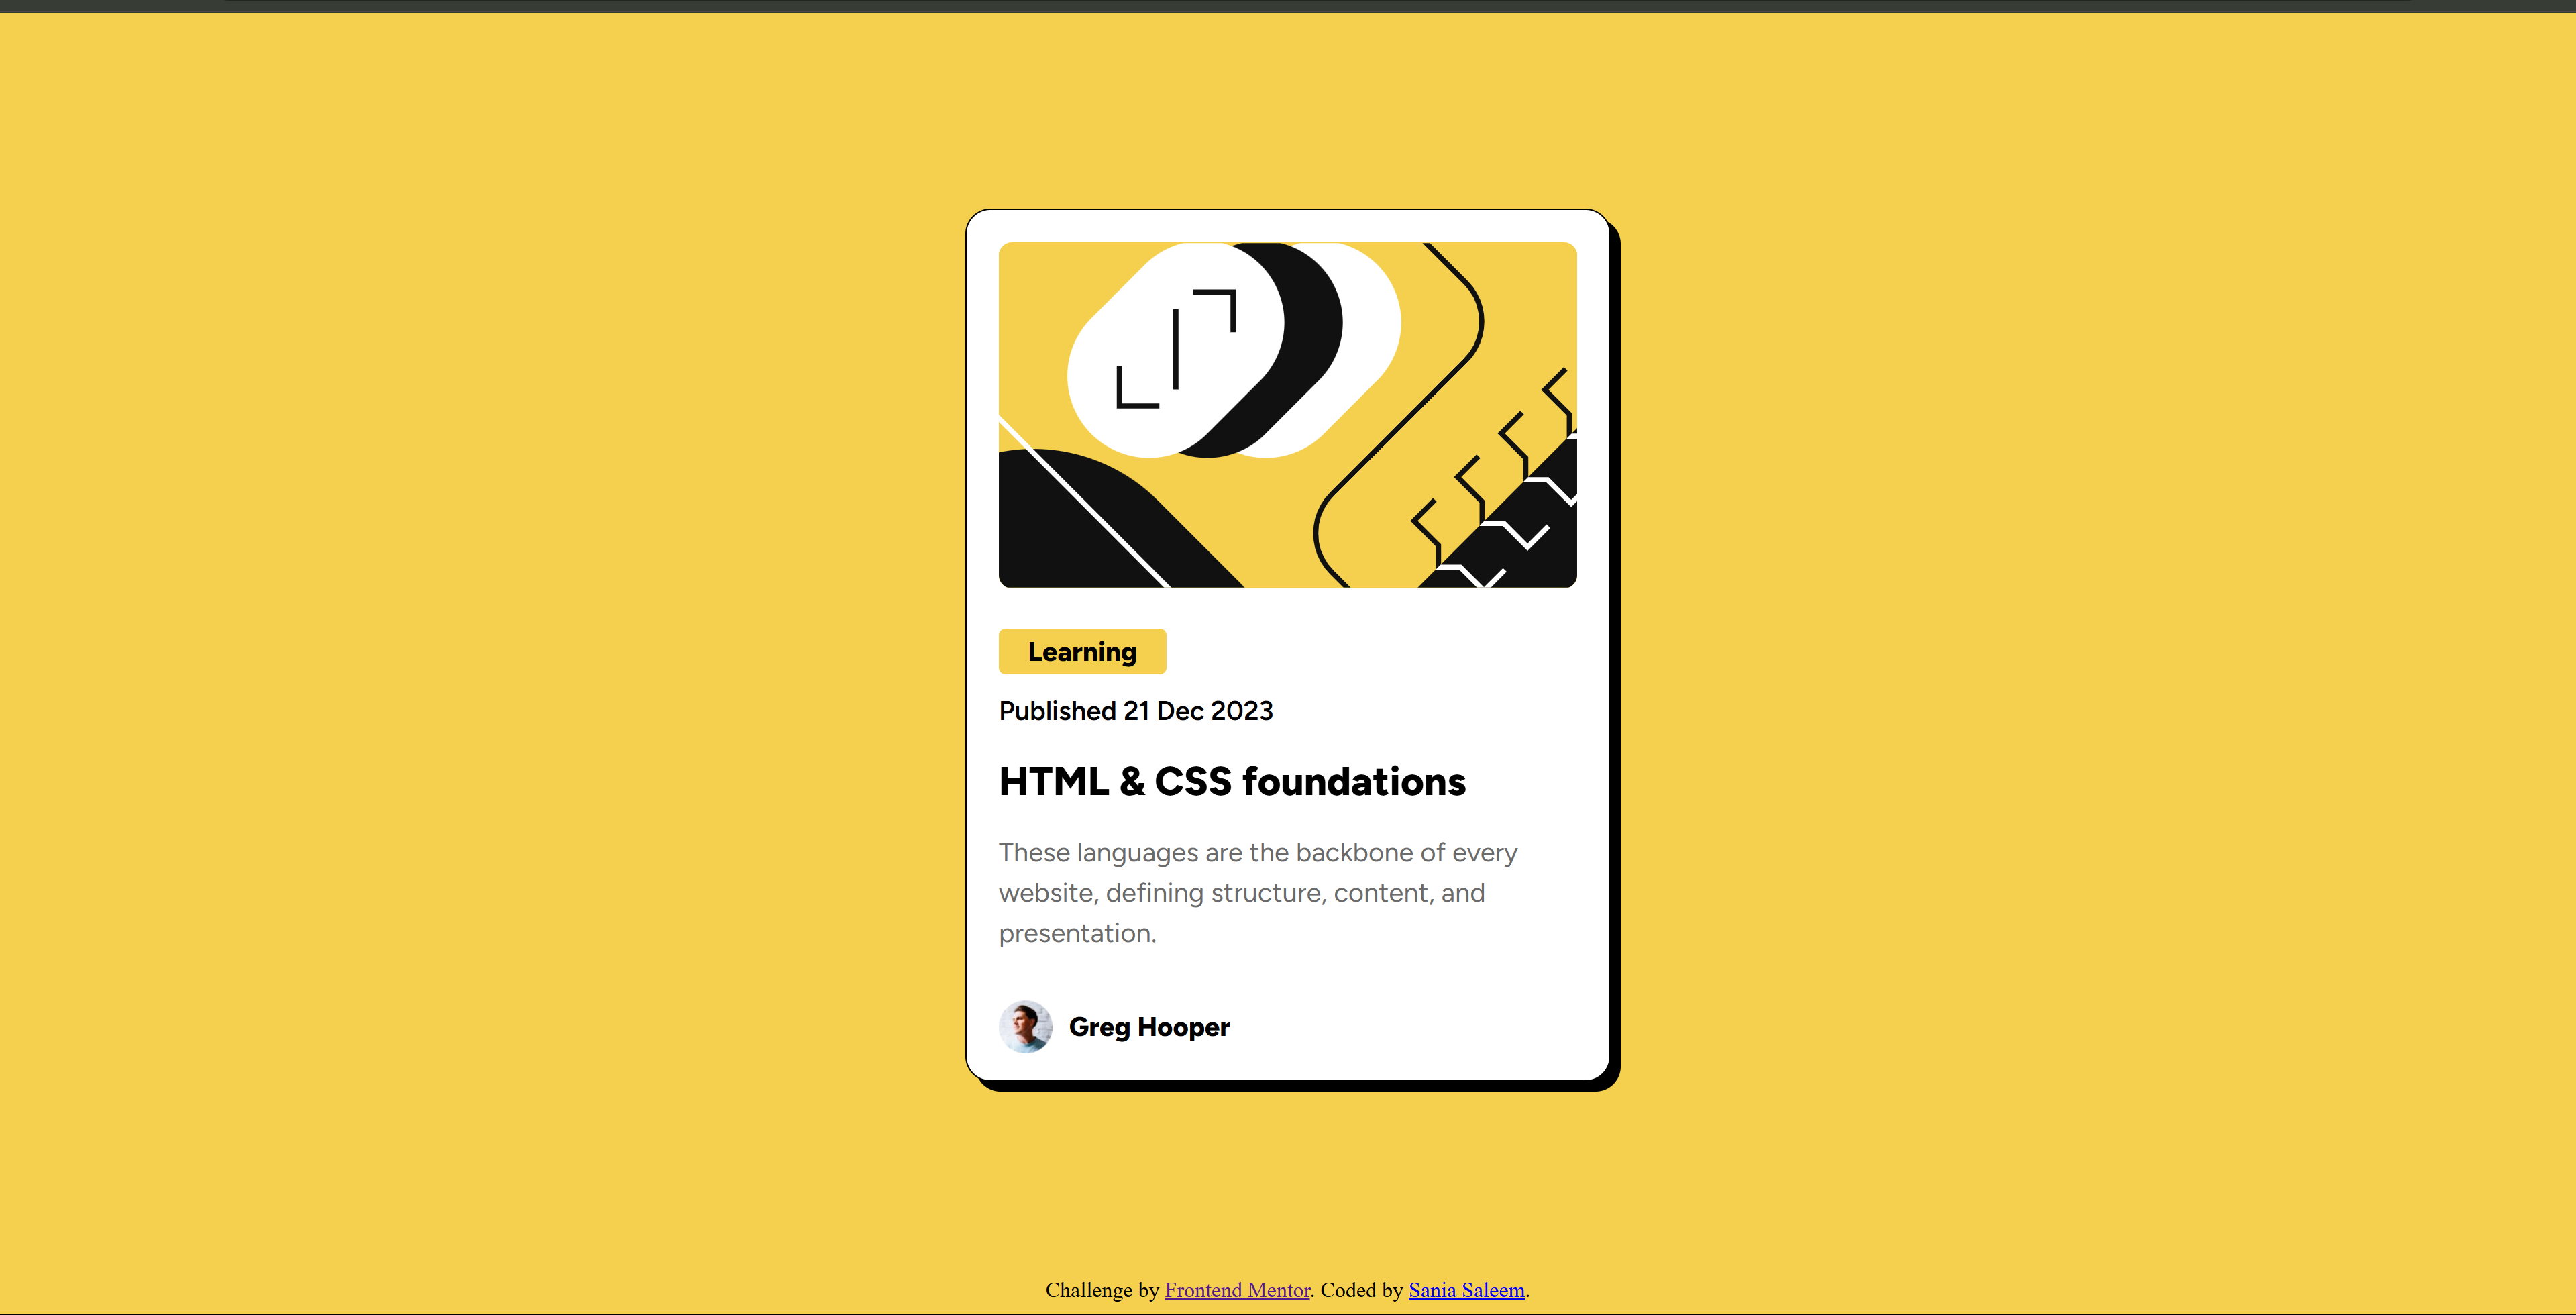 Learning
Published 21 Dec 2023
HTML & CSS foundations
These languages are the backbone of every
website, defining structure, content, and
presentation.
Greg Hooper
Challenge by Frontend Mentor. Coded by Sania Saleem.